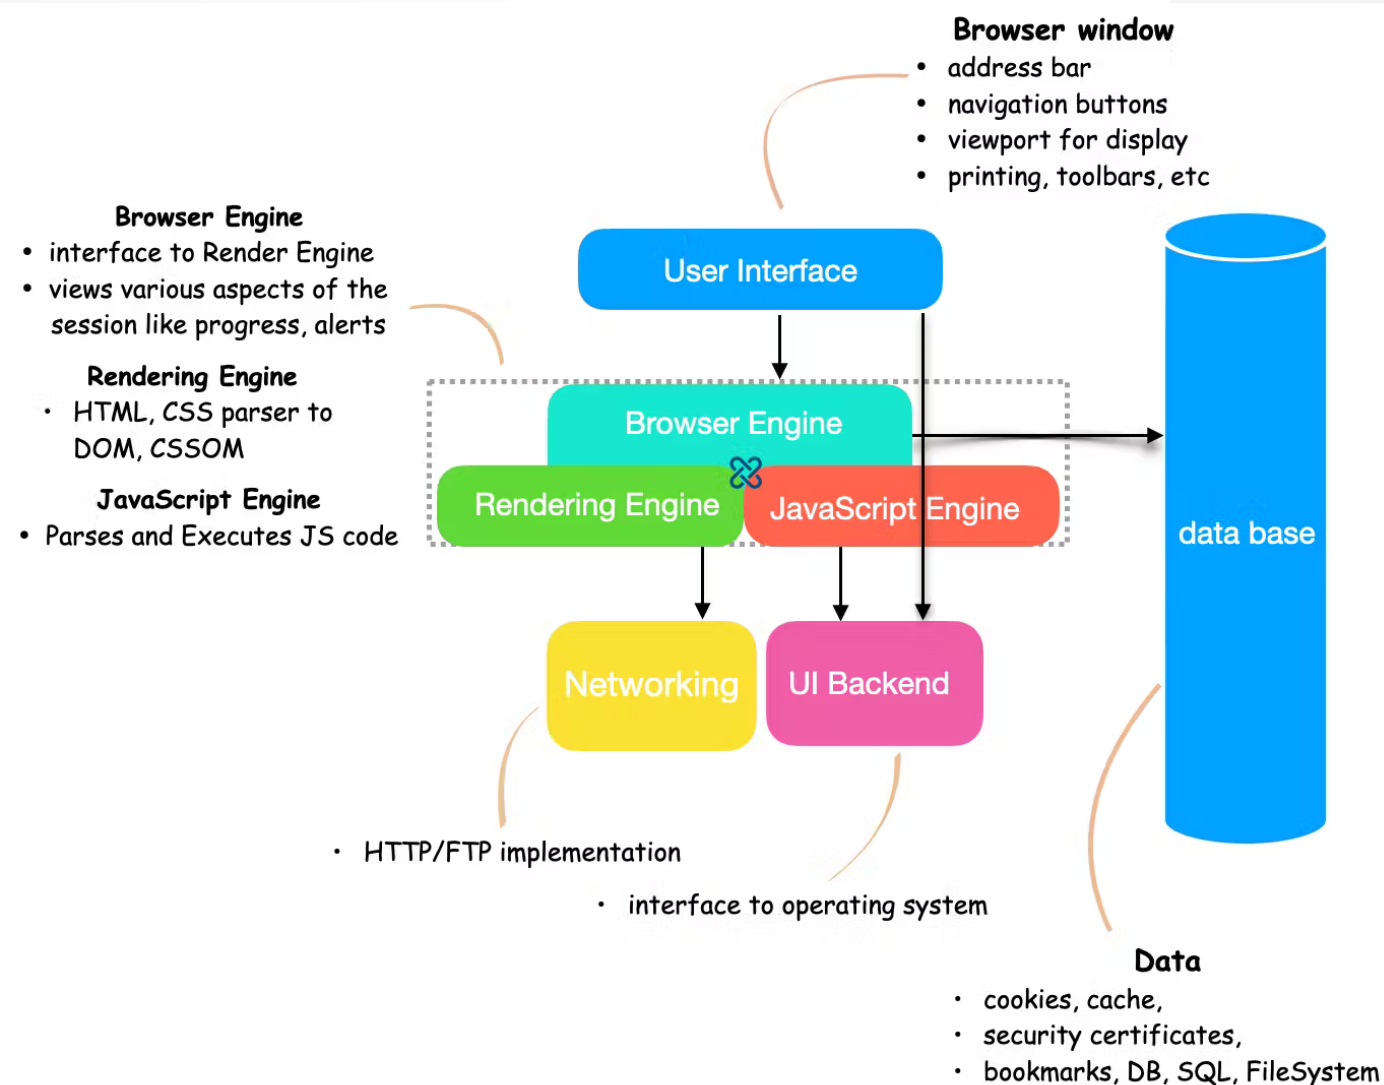 Browser window
• address bar
• navigation buttons
• viewport for display
• printing, toolbars, etc
Browser Engine
• interface to Render Engine
• views various aspects of the
session like progress, alerts
Rendering Engine
• HTML, CSS parser to
DOM, CSSOM
JavaScript Engine
• Parses and Executes JS code
User Interface
Browser Engine
Rendering Engine
JavaScript Engine
data base
Networking
UI Backend
• HTTP/FTP implementation
• interface to operating system
Data
• cookies, cache,
• security certificates,
• bookmarks, DB, SQL, FileSystem